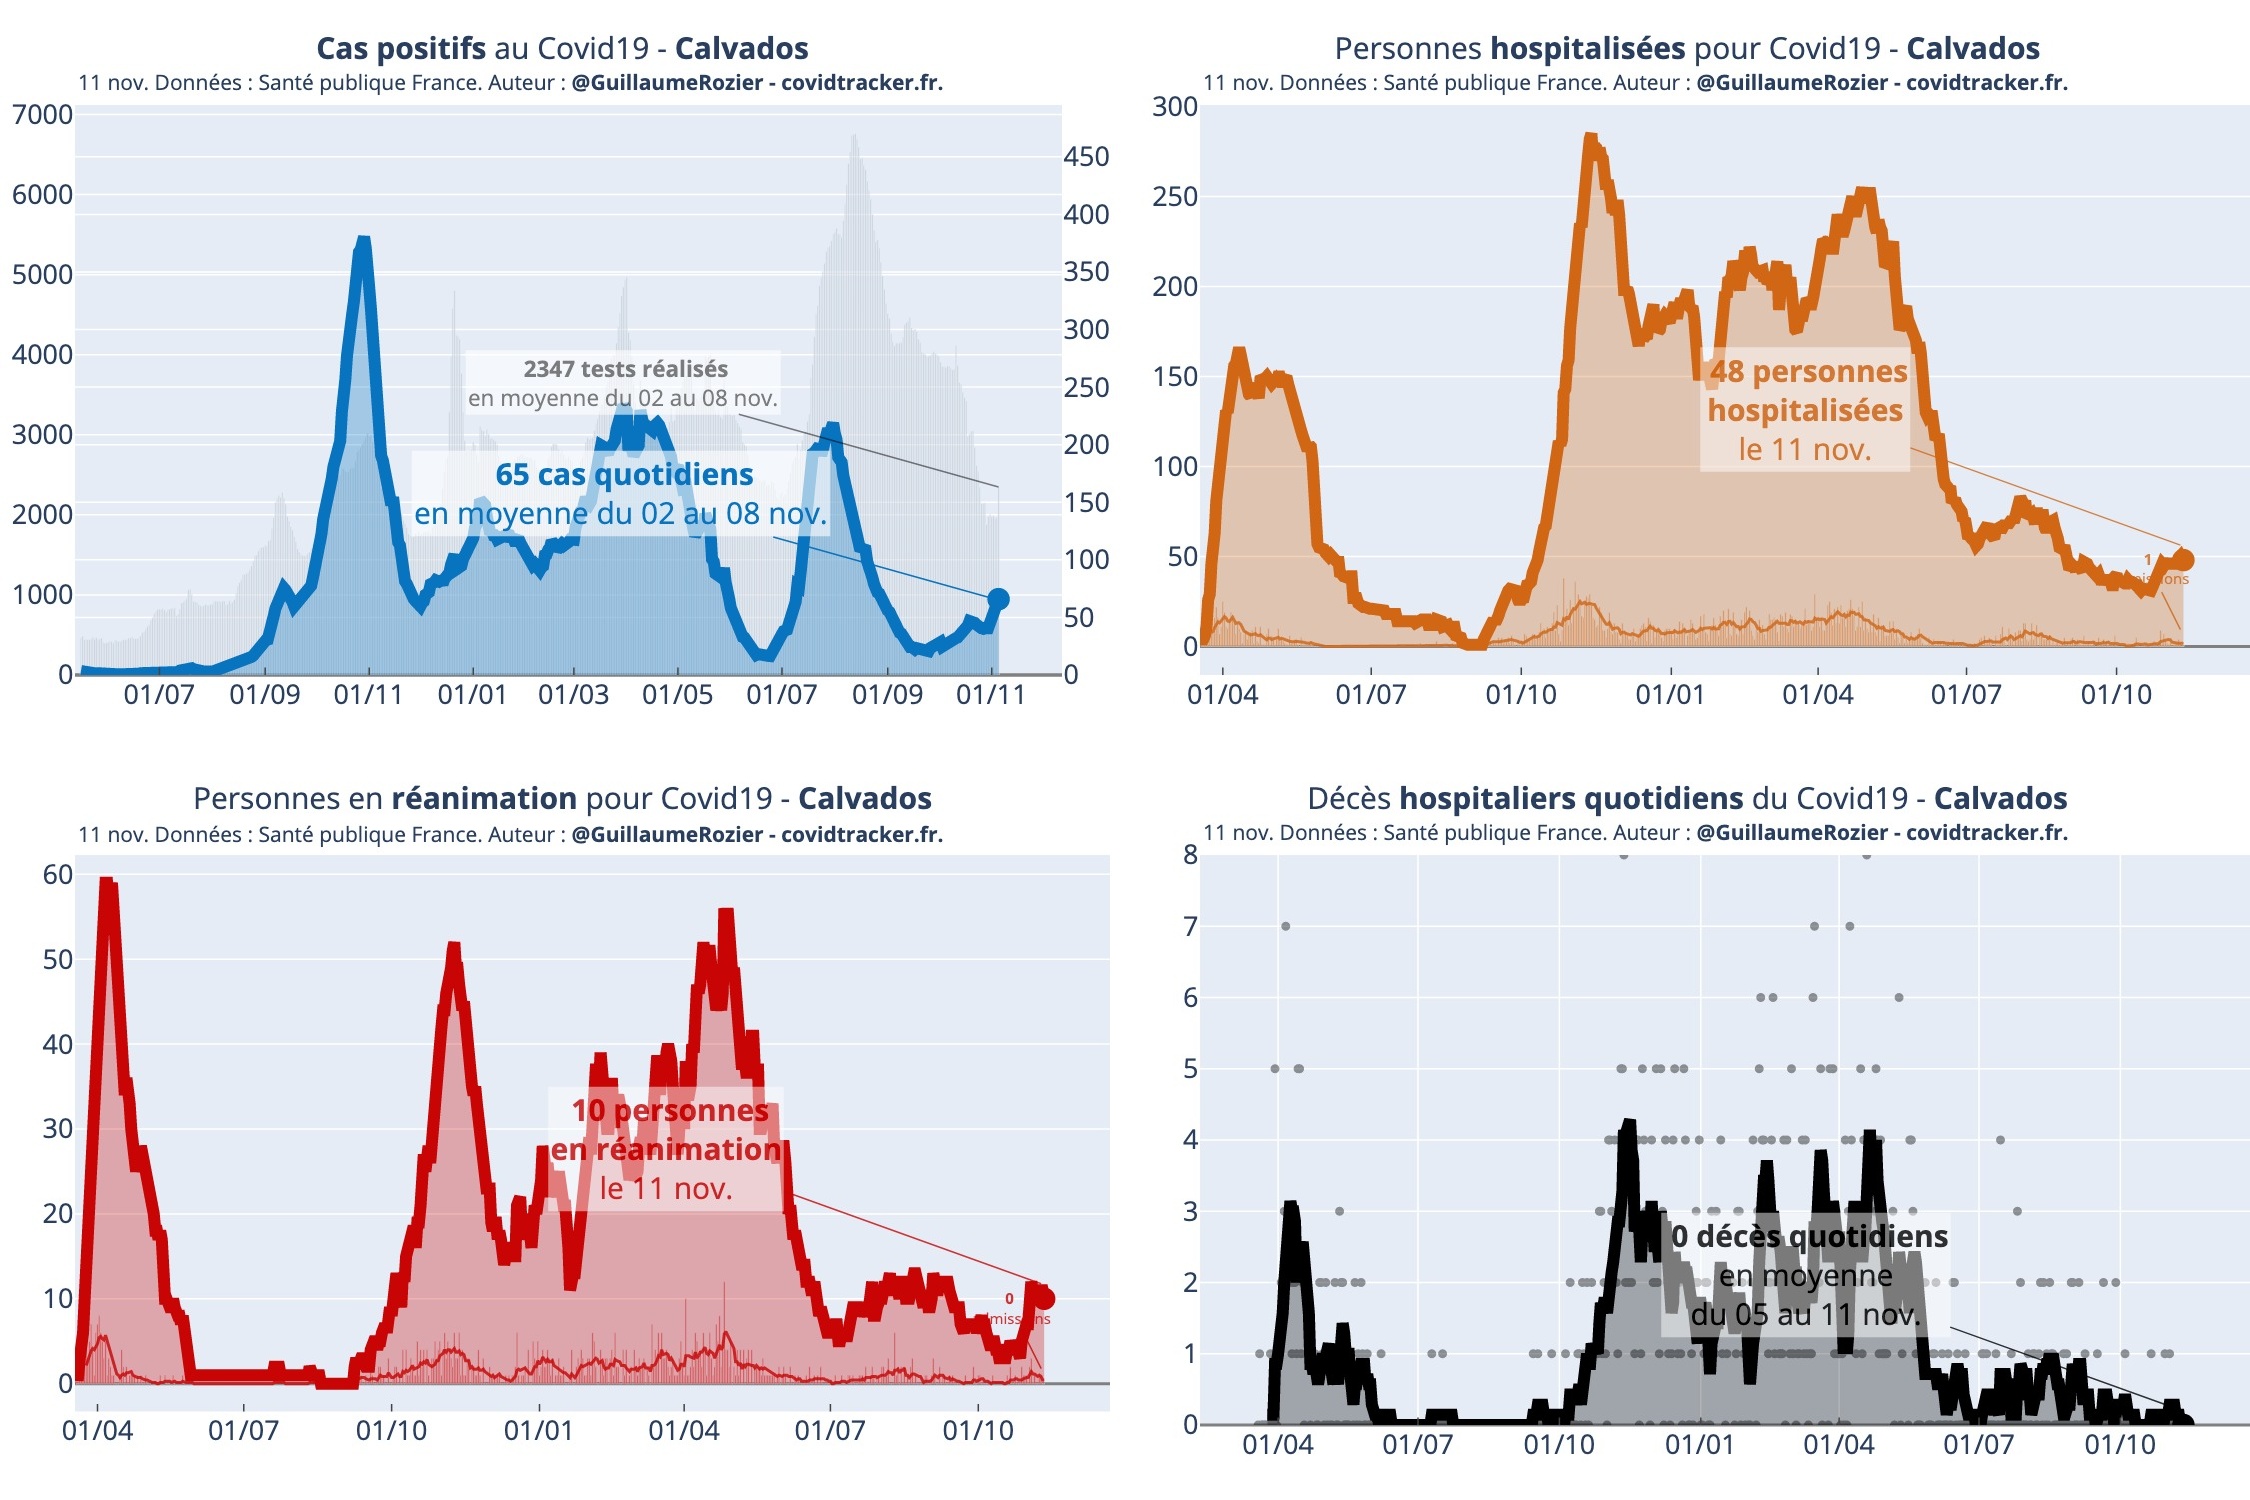 Cas positifs au Covid19 - Calvados
11 nov. Données : Santé publique France. Auteur : @GuillaumeRozier - covidtracker.fr.
7000
6000
5000
4000
3000
2000
1000
0
450
400
350
300
250
200
150
100
50
0
2347 tests réalisés
en moyenne du 02 au 08 nov.
65 cas quotidiens
en moyenne du 02 au 08 nov.
01/07 01/09 01/11 01/01 01/03 01/05 01/07 01/09 01/11
Personnes hospitalisées pour Covid19 - Calvados
11 nov. Données : Santé publique France. Auteur : @GuillaumeRozier - covidtracker.fr.
300
250
200
150
100
50
0
48 personnes
hospitalisées
le 11 nov.
1
01/04 01/07 01/10 01/01 01/04 01/07 01/10
Personnes en réanimation pour Covid19 - Calvados
11 nov. Données : Santé publique France. Auteur : @GuillaumeRozier - covidtracker.fr.
60
50
40
30
20
10
0
10 personnes
en réanimation
le 11 nov.
0
01/04 01/07 01/10 01/01 01/04 01/07 01/10
Décès hospitaliers quotidiens du Covid19 - Calvados
11 nov. Données : Santé publique France. Auteur : @GuillaumeRozier - covidtracker.fr.
8
7
6
5
4
3
2
1
0
0 décès quotidiens
en moyenne
du 05 au 11 nov.
01/04 01/07 01/10 01/01 01/04 01/07 01/10